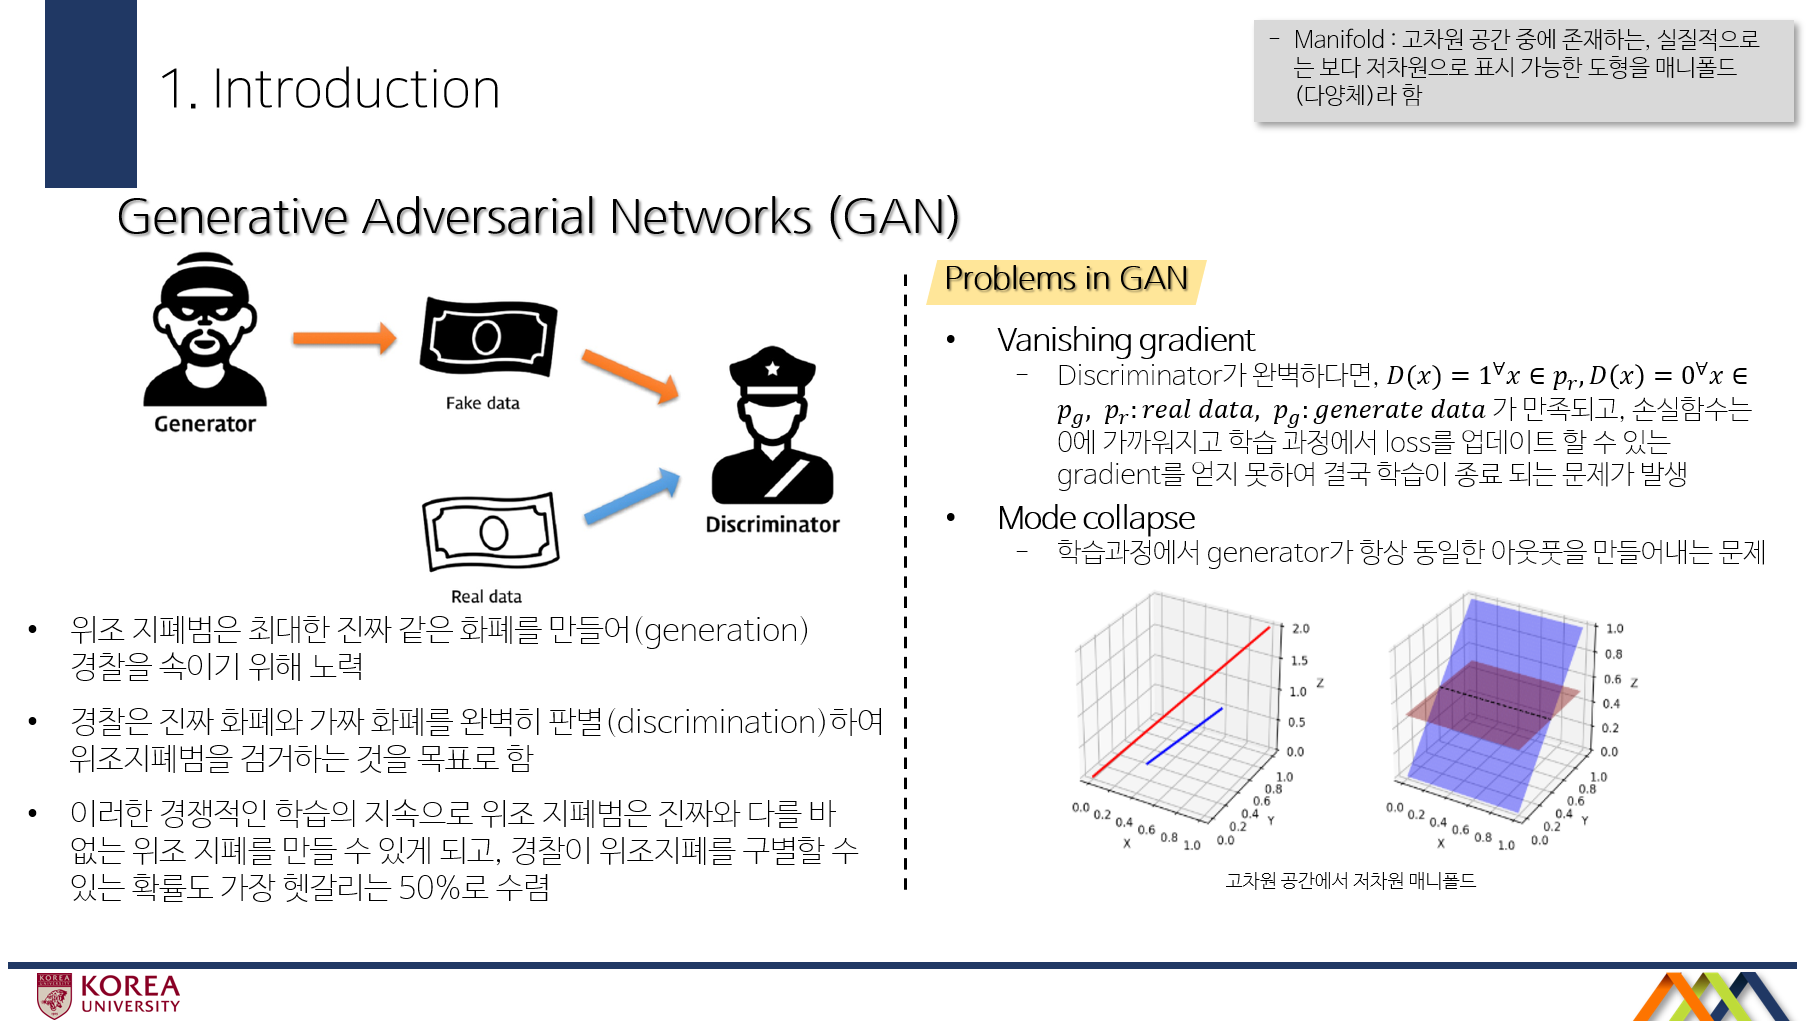 - Manifold : 고차원 공간 중에 존재하는, 실질적으로
는 보다 저차원으로 표시 가능한 도형을 매니폴드
(다양체)라 함
1. Introduction
Generative Adversarial Networks (GAN)
Generator
Fake data
Real data
Discriminator
• 위조 지폐범은 최대한 진짜 같은 화폐를 만들어(generation)
경찰을 속이기 위해 노력
• 경찰은 진짜 화폐와 가짜 화폐를 완벽히 판별(discrimination)하여
위조지폐범을 검거하는 것을 목표로 함
• 이러한 경쟁적인 학습의 지속으로 위조 지폐범은 진짜와 다를 바
없는 위조 지폐를 만들 수 있게 되고, 경찰이 위조지폐를 구별할 수
있는 확률도 가장 헷갈리는 50%로 수렴
Problems in GAN
• Vanishing gradient
- Discriminator가 완벽하다면, D(x) = 1^∀x ∈ p_r, D(x) = 0^∀x ∈
p_g, p_r: real data, p_g: generate data 가 만족되고, 손실함수는
0에 가까워지고 학습 과정에서 loss를 업데이트 할 수 있는
gradient를 얻지 못하여 결국 학습이 종료 되는 문제가 발생
• Mode collapse
- 학습과정에서 generator가 항상 동일한 아웃풋을 만들어내는 문제
2.0
1.5
1.0
0.5
0.0
Z
0.0 0.2 0.4 0.6 0.8 1.0
X
0.0 0.2 0.4 0.6 0.8 1.0
Y
1.0
0.8
0.6
0.4
0.2
0.0
Z
0.0 0.2 0.4 0.6 0.8 1.0
X
0.0 0.2 0.4 0.6 0.8 1.0
Y
고차원 공간에서 저차원 매니폴드
KOREA
KOREA
UNIVERSITY